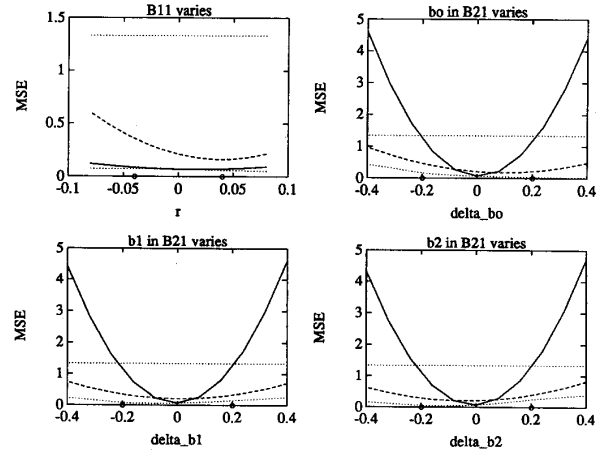 B11 varies
1.5
1
0.5
0
MSE
-0.1 -0.05 0 0.05 0.1
r
bo in B21 varies
5
4
3
2
1
0
MSE
-0.4 -0.2 0 0.2 0.4
delta_bo
b1 in B21 varies
5
4
3
2
1
0
MSE
-0.4 -0.2 0 0.2 0.4
delta_b1
b2 in B21 varies
5
4
3
2
1
0
MSE
-0.4 -0.2 0 0.2 0.4
delta_b2